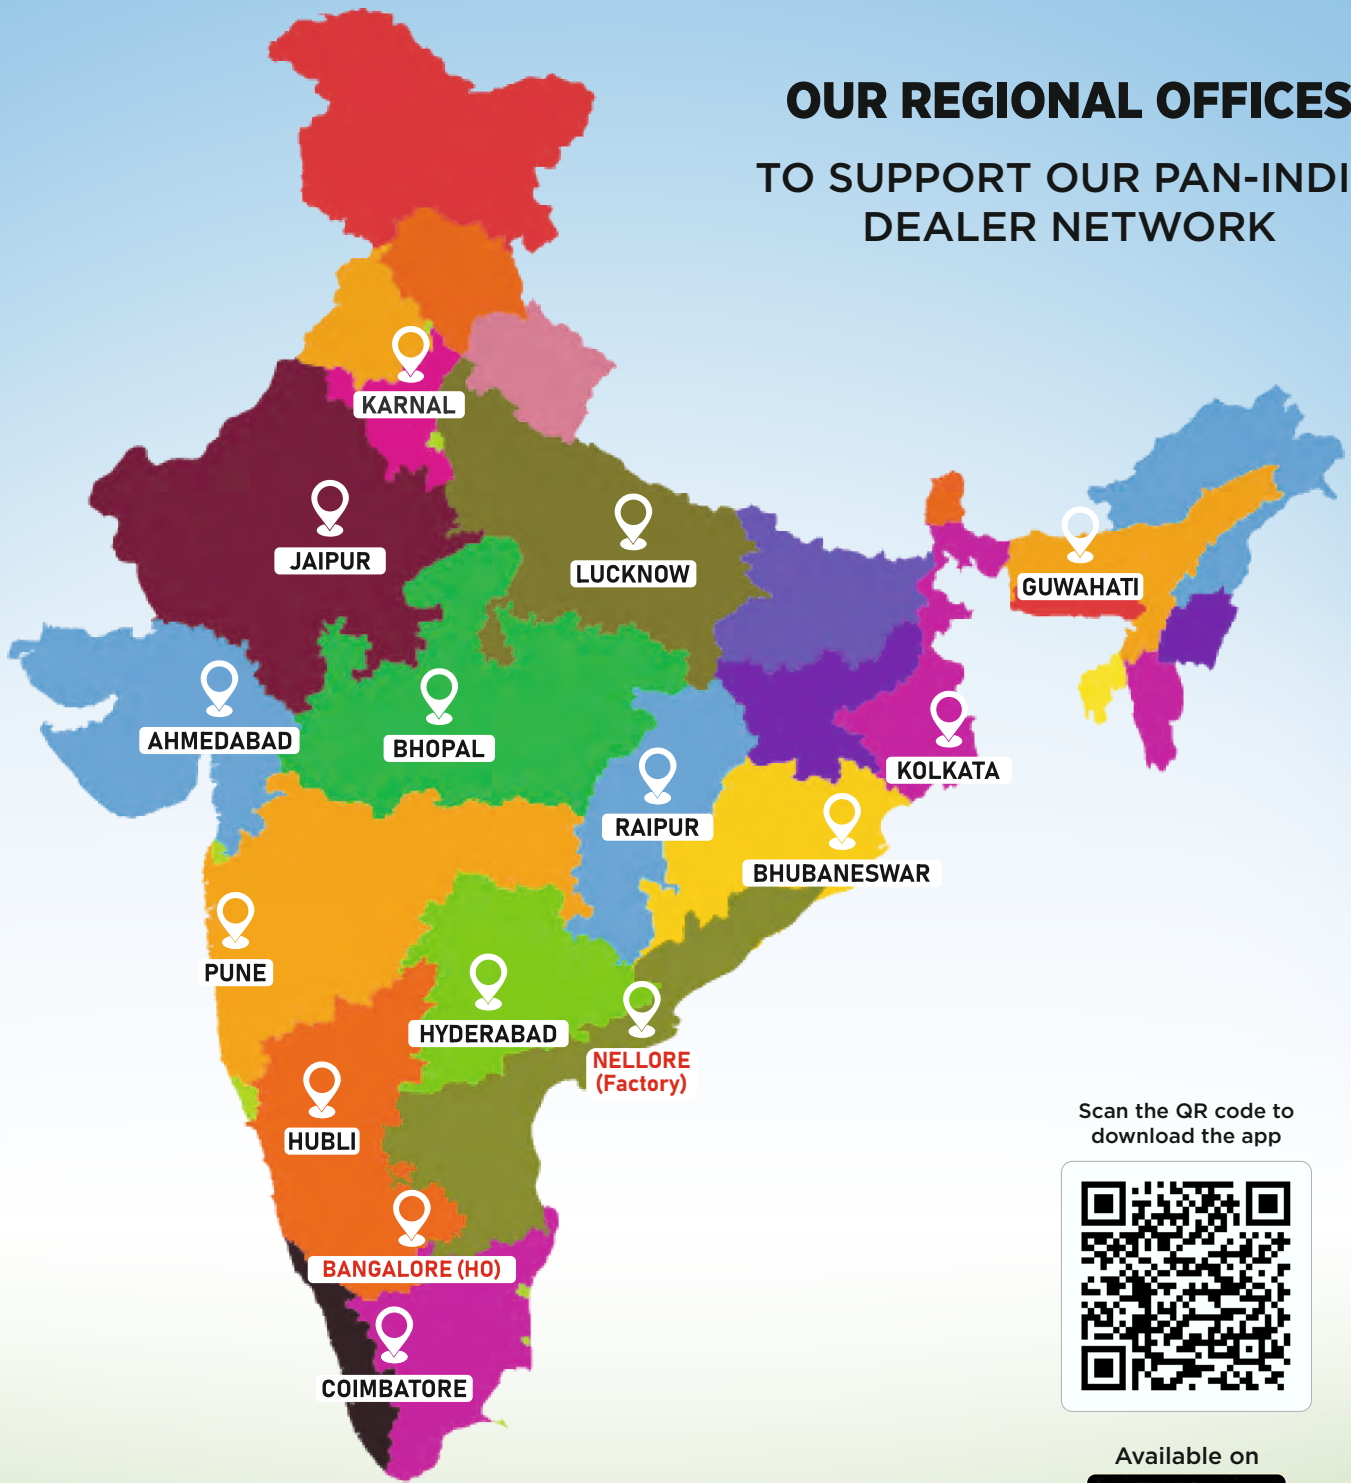 OUR REGIONAL OFFICES
TO SUPPORT OUR PAN-INDI
DEALER NETWORK
KARNAL
JAIPUR
LUCKNOW
GUWAHATI
AHMEDABAD
BHOPAL
KOLKATA
RAIPUR
BHUBANESWAR
PUNE
HYDERABAD
NELLORE
(Factory)
HUBLI
BANGALORE (HO)
COIMBATORE
Scan the QR code to
download the app
Available on